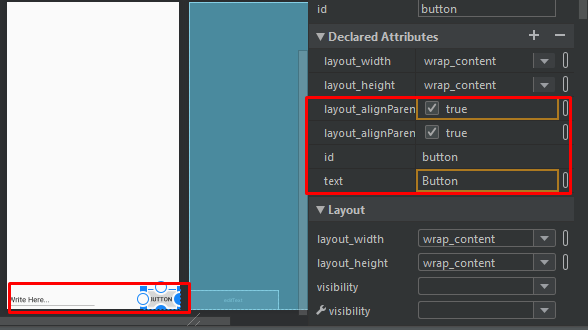 id button
Declared Attributes
layout_width wrap_content
layout_height wrap_content
layout_alignParen true
layout_alignParen true
id button
text Button
Layout
layout_width wrap_content
layout_height wrap_content
visibility
visibility
Write Here... BUTTON